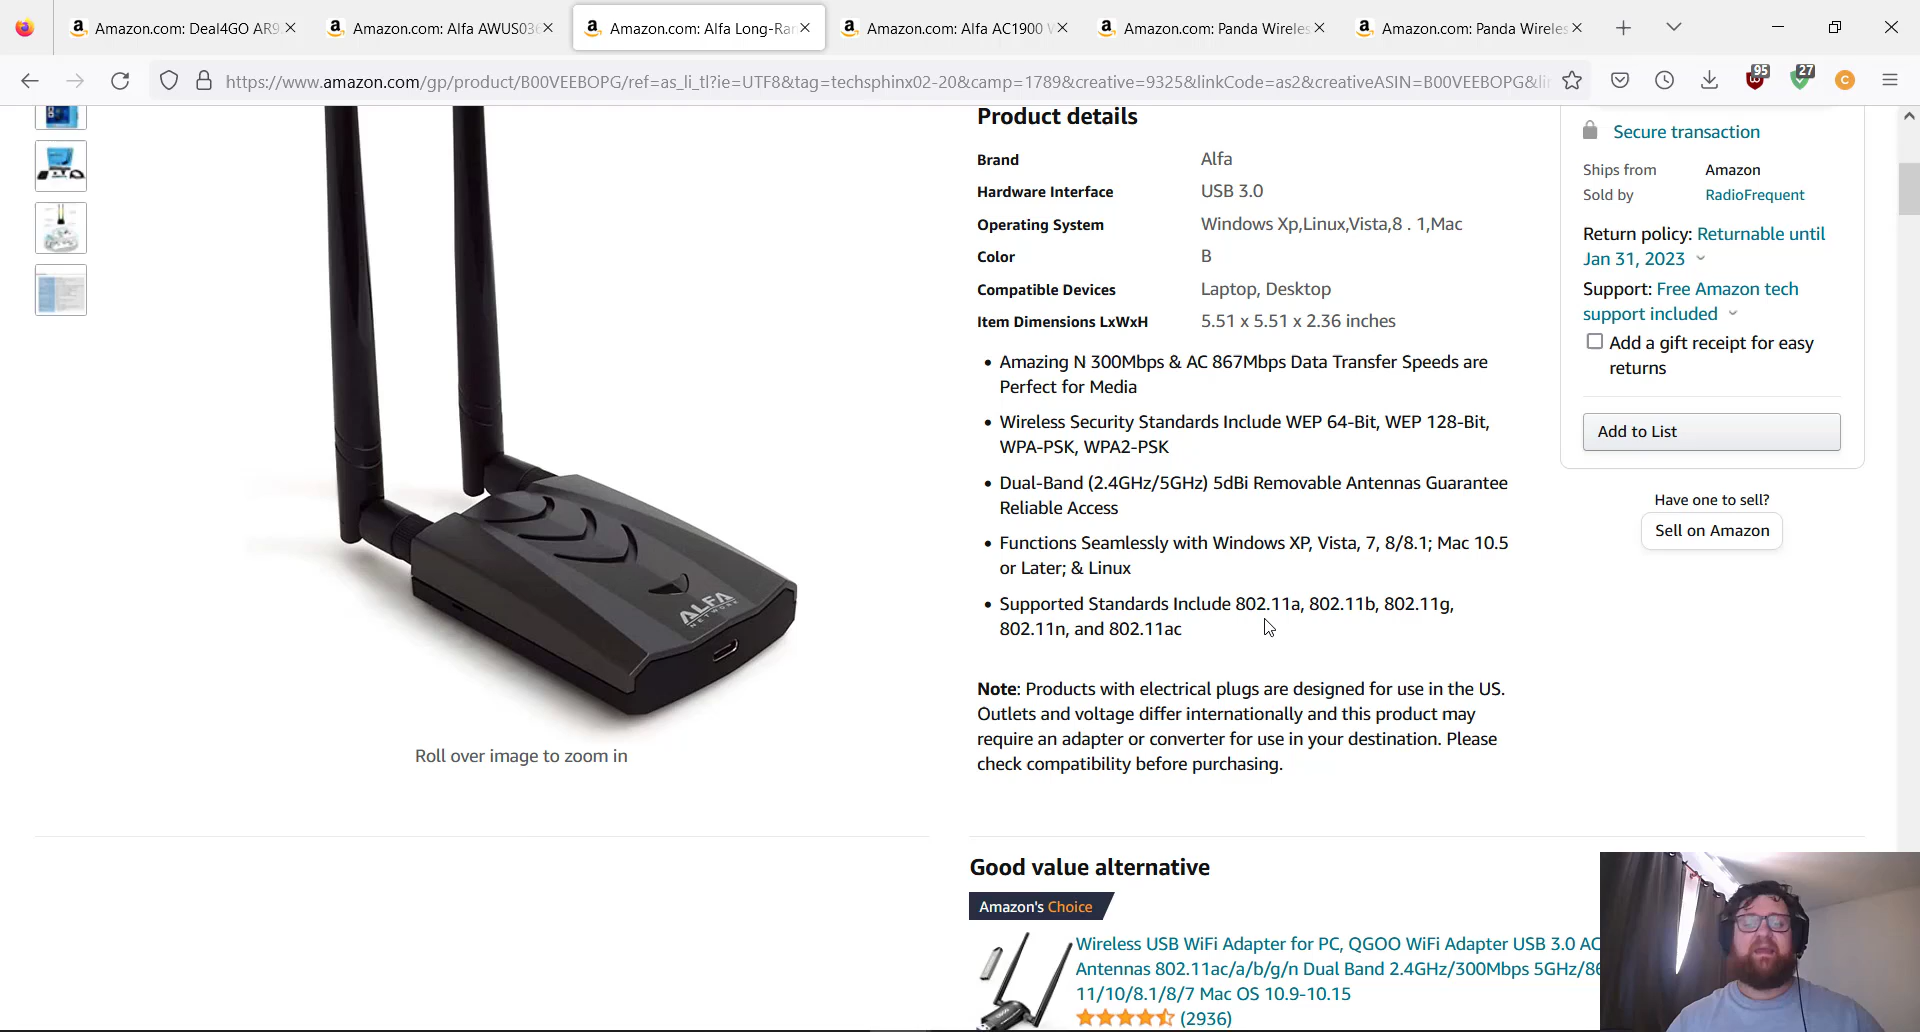 Amazon.com: Deal4GO AR9
Amazon.com: Alfa AWUS036
Amazon.com: Alfa Long-Ran
Amazon.com: Alfa AC1900 W
Amazon.com: Panda Wireles
Amazon.com: Panda Wireles
https://www.amazon.com/gp/product/B00VEEBOPG/ref=as_li_tl?ie=UTF8&tag=techsphinx02-20&camp=1789&creative=9325&linkCode=as2&creativeASIN=B00VEEBOPG&li
95
27
C
Product details
Brand Alfa
Hardware Interface USB 3.0
Operating System Windows Xp,Linux,Vista,8 . 1,Mac
Color B
Compatible Devices Laptop, Desktop
Item Dimensions LxWxH 5.51 x 5.51 x 2.36 inches
• Amazing N 300Mbps & AC 867Mbps Data Transfer Speeds are
Perfect for Media
• Wireless Security Standards Include WEP 64-Bit, WEP 128-Bit,
WPA-PSK, WPA2-PSK
• Dual-Band (2.4GHz/5GHz) 5dBi Removable Antennas Guarantee
Reliable Access
• Functions Seamlessly with Windows XP, Vista, 7, 8/8.1; Mac 10.5
or Later; & Linux
• Supported Standards Include 802.11a, 802.11b, 802.11g,
802.11n, and 802.11ac
Note: Products with electrical plugs are designed for use in the US.
Outlets and voltage differ internationally and this product may
require an adapter or converter for use in your destination. Please
check compatibility before purchasing.
ALFA
NETWORK
Roll over image to zoom in
Secure transaction
Ships from Amazon
Sold by RadioFrequent
Return policy: Returnable until
Jan 31, 2023
Support: Free Amazon tech
support included
Add a gift receipt for easy
returns
Add to List
Have one to sell?
Sell on Amazon
Good value alternative
Amazon's Choice
Wireless USB WiFi Adapter for PC, QGOO WiFi Adapter USB 3.0 AC
Antennas 802.11ac/a/b/g/n Dual Band 2.4GHz/300Mbps 5GHz/86
11/10/8.1/8/7 Mac OS 10.9-10.15
(2936)